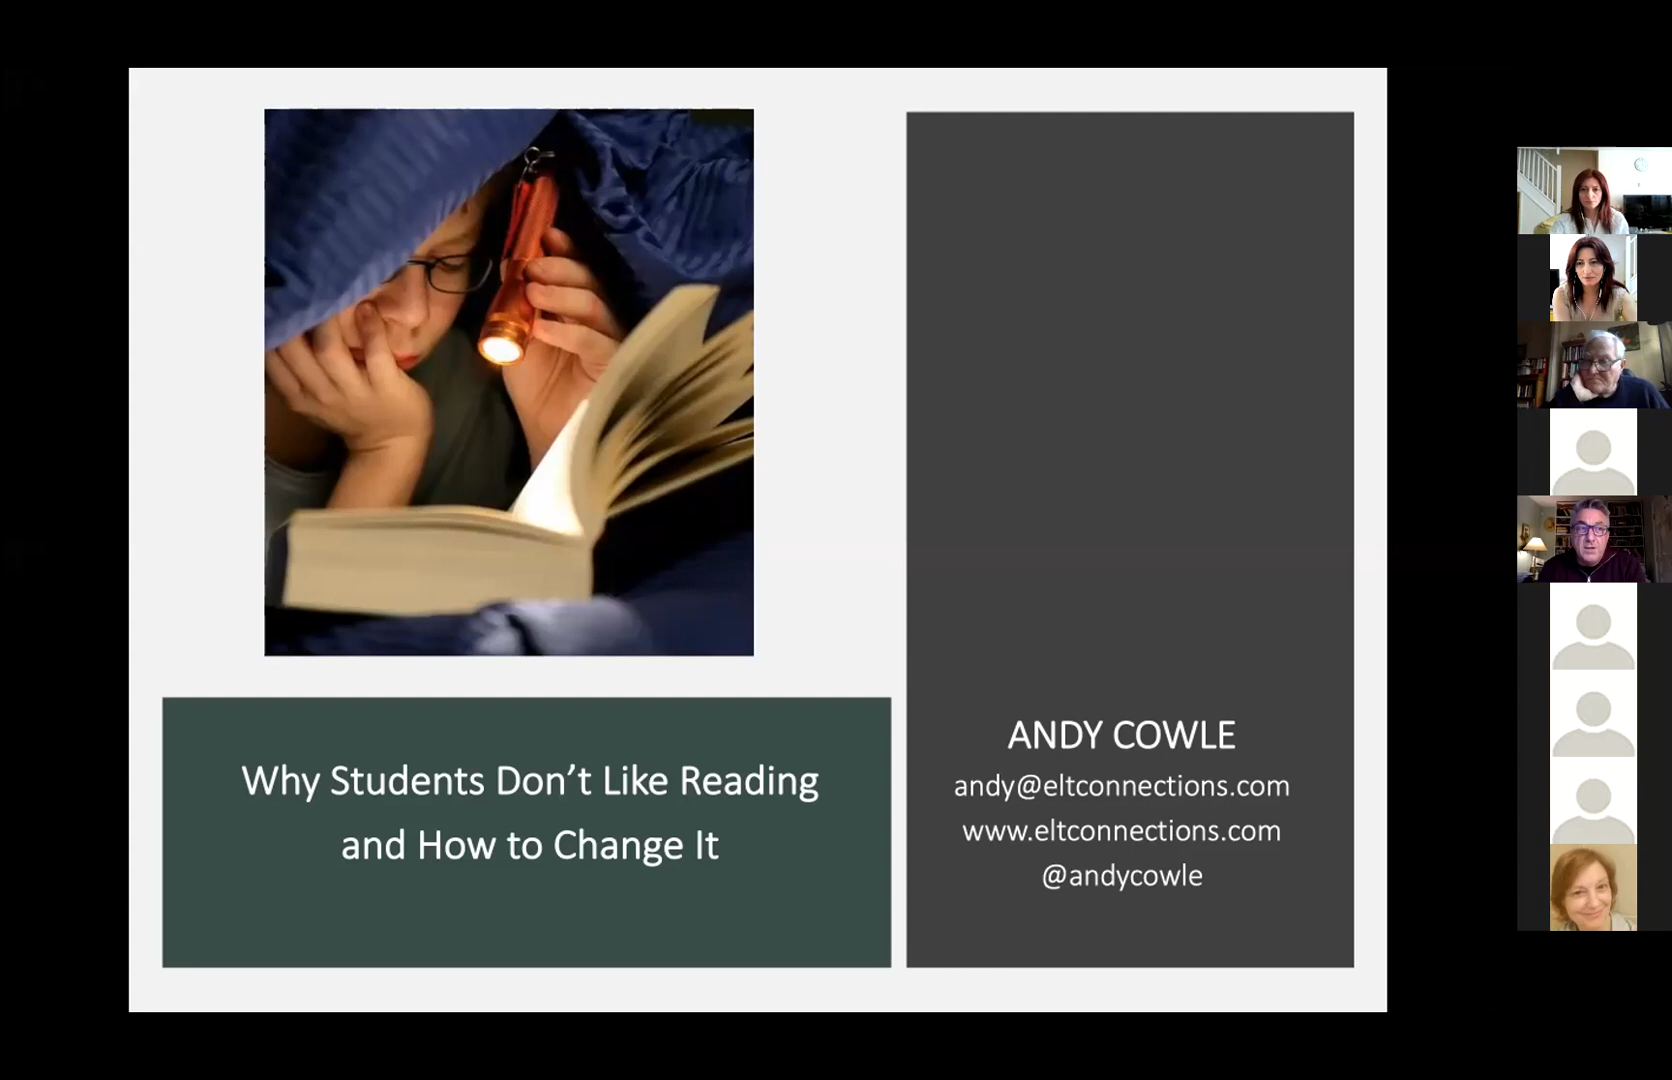 Why Students Don’t Like Reading
and How to Change It
ANDY COWLE
andy@eltconnections.com
www.eltconnections.com
@andycowle